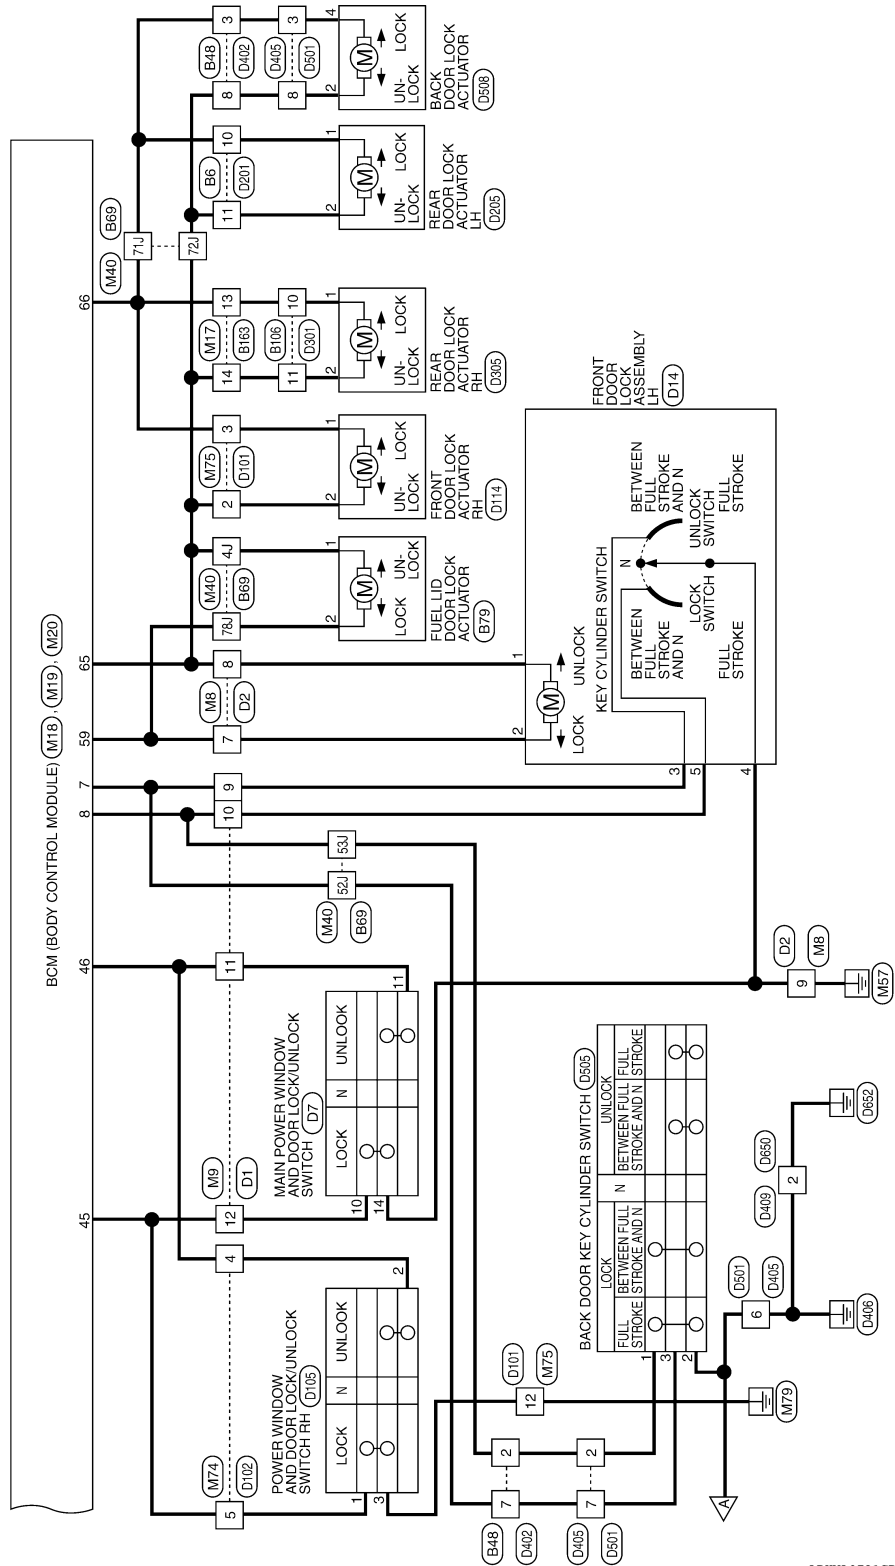 BCM (BODY CONTROL MODULE) M18 , M19 , M20
45
46
8
7
59
65
66
M40 B69
71J
72J
M74
D102
5
4
M9
D1
12
11
10
9
M8
D2
7
8
M40
B69
78J
4J
M75
D101
2
3
M17
B163
14
13
B106
D301
11
10
B6
D201
11
10
B48
D402
8
3
D405
D501
8
3
POWER WINDOW
AND DOOR LOCK/UNLOCK
SWITCH RH D105
1
3
2
LOCK
N
UNLOOK
MAIN POWER WINDOW
AND DOOR LOCK/UNLOCK
SWITCH D7
10
14
11
LOCK
N
UNLOOK
M40
B69
52J
53J
2
1
M
LOCK
UN-
LOCK
FUEL LID
DOOR LOCK
ACTUATOR
B79
2
1
M
UN-
LOCK
LOCK
FRONT
DOOR LOCK
ACTUATOR
RH
D114
2
1
M
UN-
LOCK
LOCK
REAR
DOOR LOCK
ACTUATOR
RH
D305
2
1
M
UN-
LOCK
LOCK
REAR
DOOR LOCK
ACTUATOR
LH
D205
2
4
M
UN-
LOCK
LOCK
BACK
DOOR LOCK
ACTUATOR
D508
2
1
M
LOCK
UNLOCK
FRONT
DOOR
LOCK
ASSEMBLY
LH
D14
KEY CYLINDER SWITCH
N
BETWEEN
FULL
STROKE
AND N
BETWEEN
FULL
STROKE
AND N
LOCK
SWITCH
UNLOCK
SWITCH
FULL
STROKE
FULL
STROKE
3
5
4
B48
D402
7
2
D405
D501
7
2
D101
M75
12
M79
BACK DOOR KEY CYLINDER SWITCH D505
LOCK
N
UNLOCK
FULL
STROKE
BETWEEN FULL
STROKE AND N
BETWEEN FULL
STROKE AND N
FULL
STROKE
1
3
2
A
D501
D405
6
D406
D409
D650
2
D652
D2
M8
9
M57